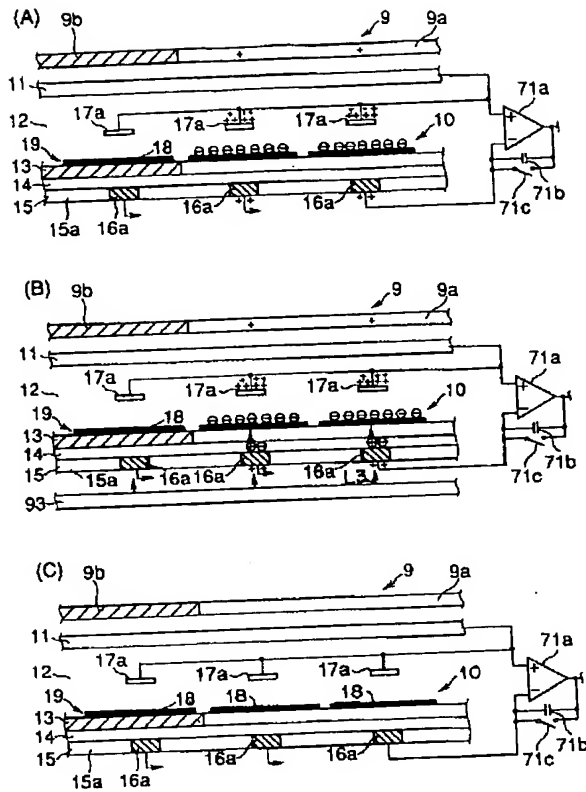 (A)
9b 9 9a
11
17a 71a
12 17a 17a
19 18 10
13
14
15 71b
15a 16a 16a 16a 71c
(B)
9b 9 9a
11
17a 71a
12 17a 17a
19 18 10
13
14
15 71b
15a 16a 16a 16a 71c
L3
93
(C)
9b 9 9a
11
17a 17a 17a 71a
12
19 18 18 18 10
13
14
15 71b
15a 16a 16a 16a 71c